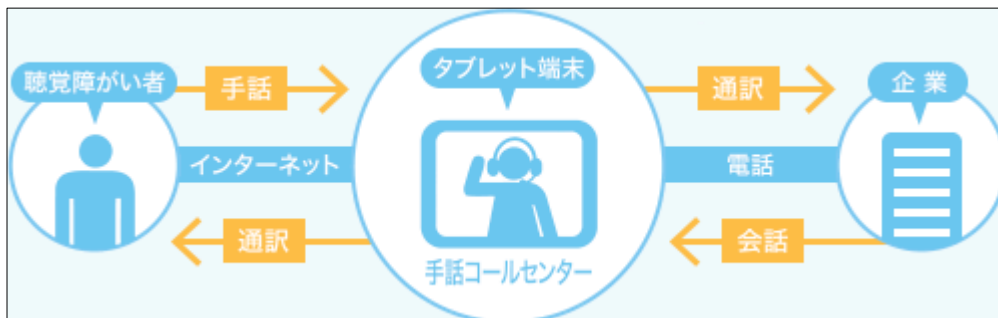 聴覚障がい者
手話
タブレット端末
通訳
企業
インターネット
電話
通訳
手話コールセンター
会話